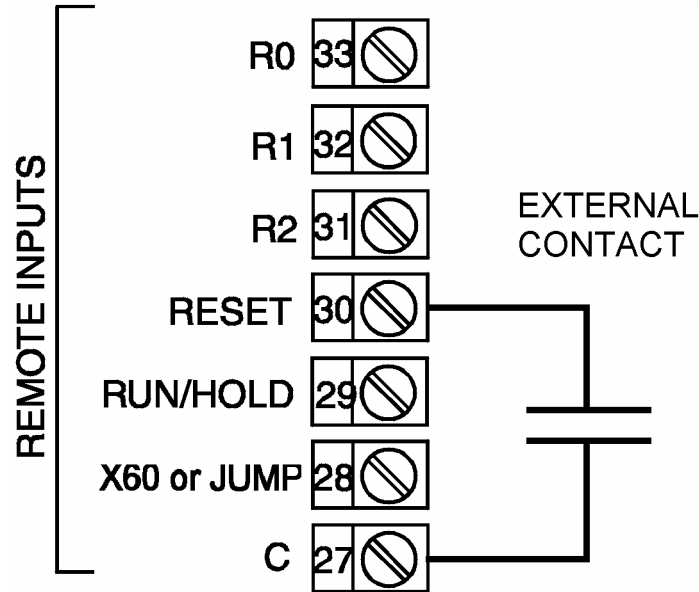 REMOTE INPUTS
R0 33
R1 32
R2 31
RESET 30
RUN/HOLD 29
X60 or JUMP 28
C 27
EXTERNAL
CONTACT